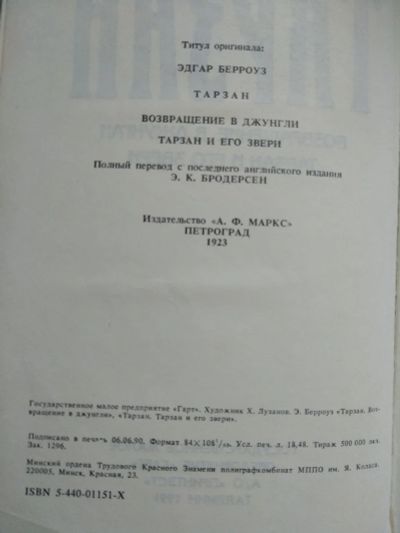 Титул оригинала:
ЭДГАР БЕРРОУЗ
ТАРЗАН
ВОЗВРАЩЕНИЕ В ДЖУНГЛИ
ТАРЗАН И ЕГО ЗВЕРИ
Полный перевод с последнего английского издания
Э. К. БРОДЕРСЕН
Издательство «А. Ф. МАРКС»
ПЕТРОГРАД
1923
Государственное малое предприятие «Гарт». Художник Х. Лузанов. Э. Берроуз «Тарзан. Воз-
вращение в джунгли», «Тарзан. Тарзан и его звери».
Подписано в печать 06.06.90. Формат 84×108¹/₃₂. Усл. печ. л. 18,48. Тираж 500 000 экз.
Зак. 1296.
Минский ордена Трудового Красного Знамени полиграфкомбинат МППО им. Я. Коласа.
220005, Минск, Красная, 23.
ISBN 5-440-01151-X